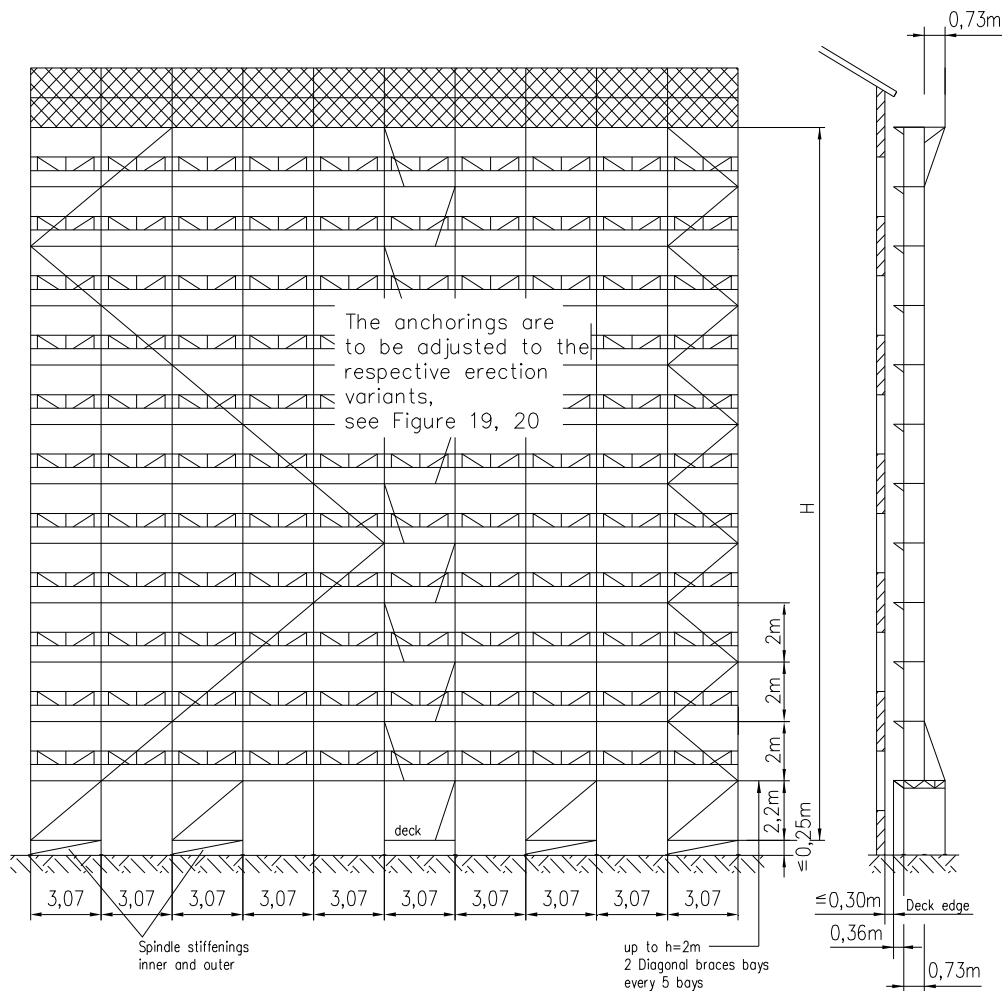 0,73m
The anchorings are
to be adjusted to the
respective erection
variants,
see Figure 19, 20
H
2m
2m
2m
2,2m
≤0,25m
deck
3,07 3,07 3,07 3,07 3,07 3,07 3,07 3,07 3,07 3,07
≤0,30m
Deck edge
0,36m
0,73m
Spindle stiffenings
inner and outer
up to h=2m
2 Diagonal braces bays
every 5 bays